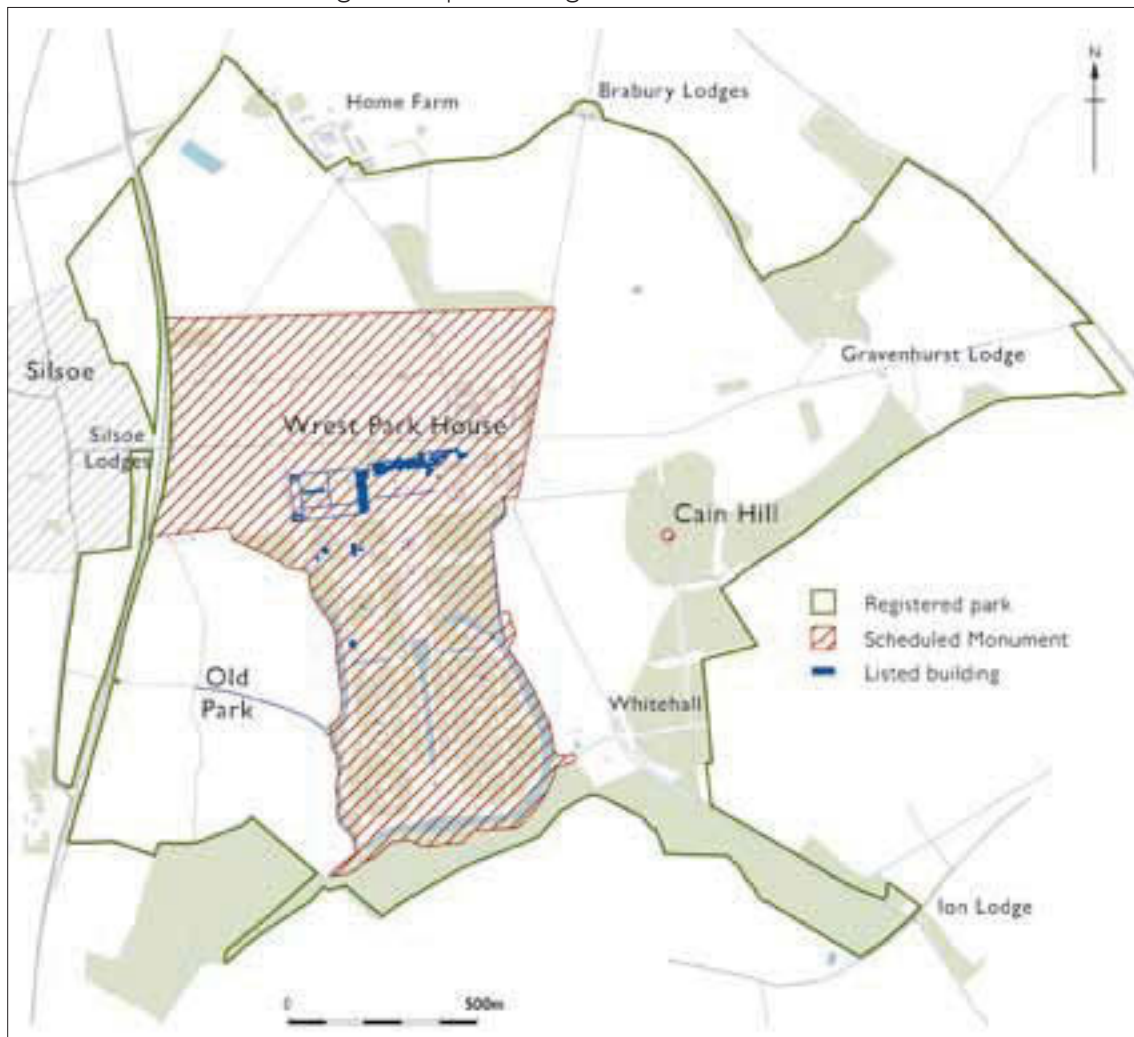 N
Home Farm
Brabury Lodges
Silsoe
Gravenhurst Lodge
Wrest Park House
Silsoe
Lodges
Cain Hill
Registered park
Scheduled Monument
Listed building
Old
Park
Whitehall
Ion Lodge
0
500m